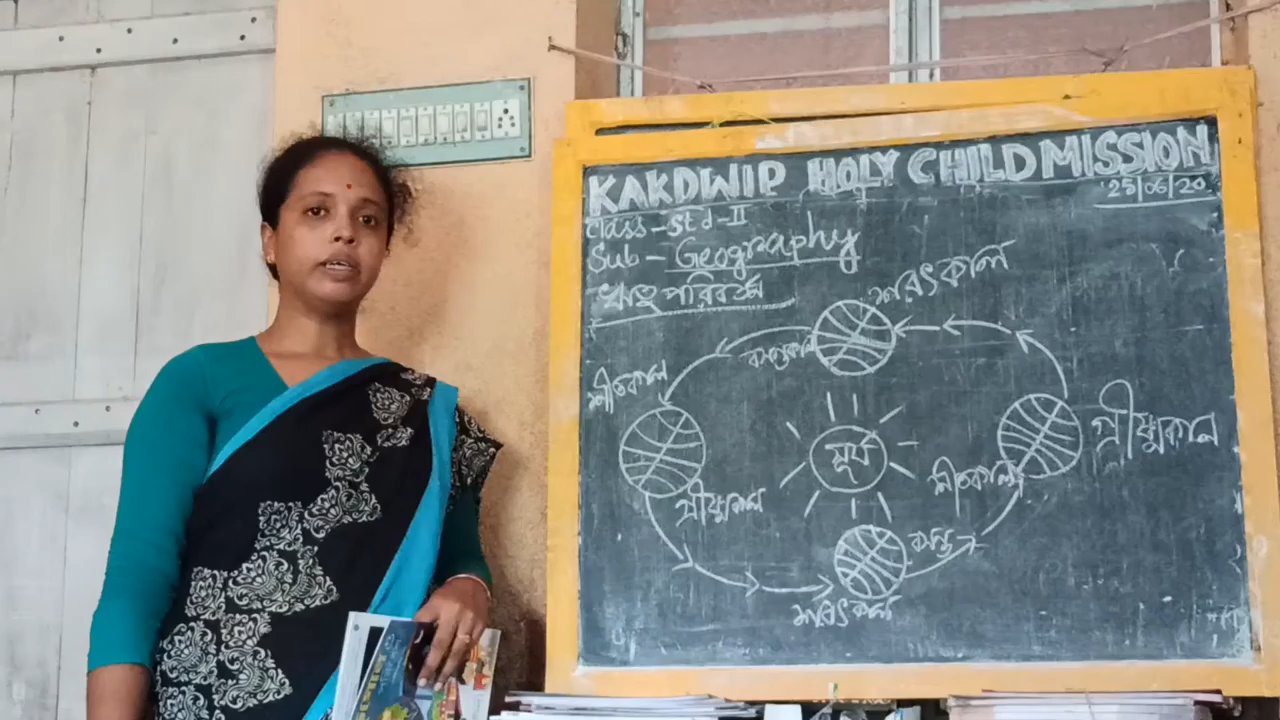 KAKDWIP HOLY CHILD MISSION
25/06/20
Class - Std - II
Sub - Geography
ঋতু পরিবর্তন
শরৎকাল
বসন্তকাল
শীতকাল
গ্রীষ্মকাল
সূর্য
শীতকাল
গ্রীষ্মকাল
বসন্ত
শরৎকাল